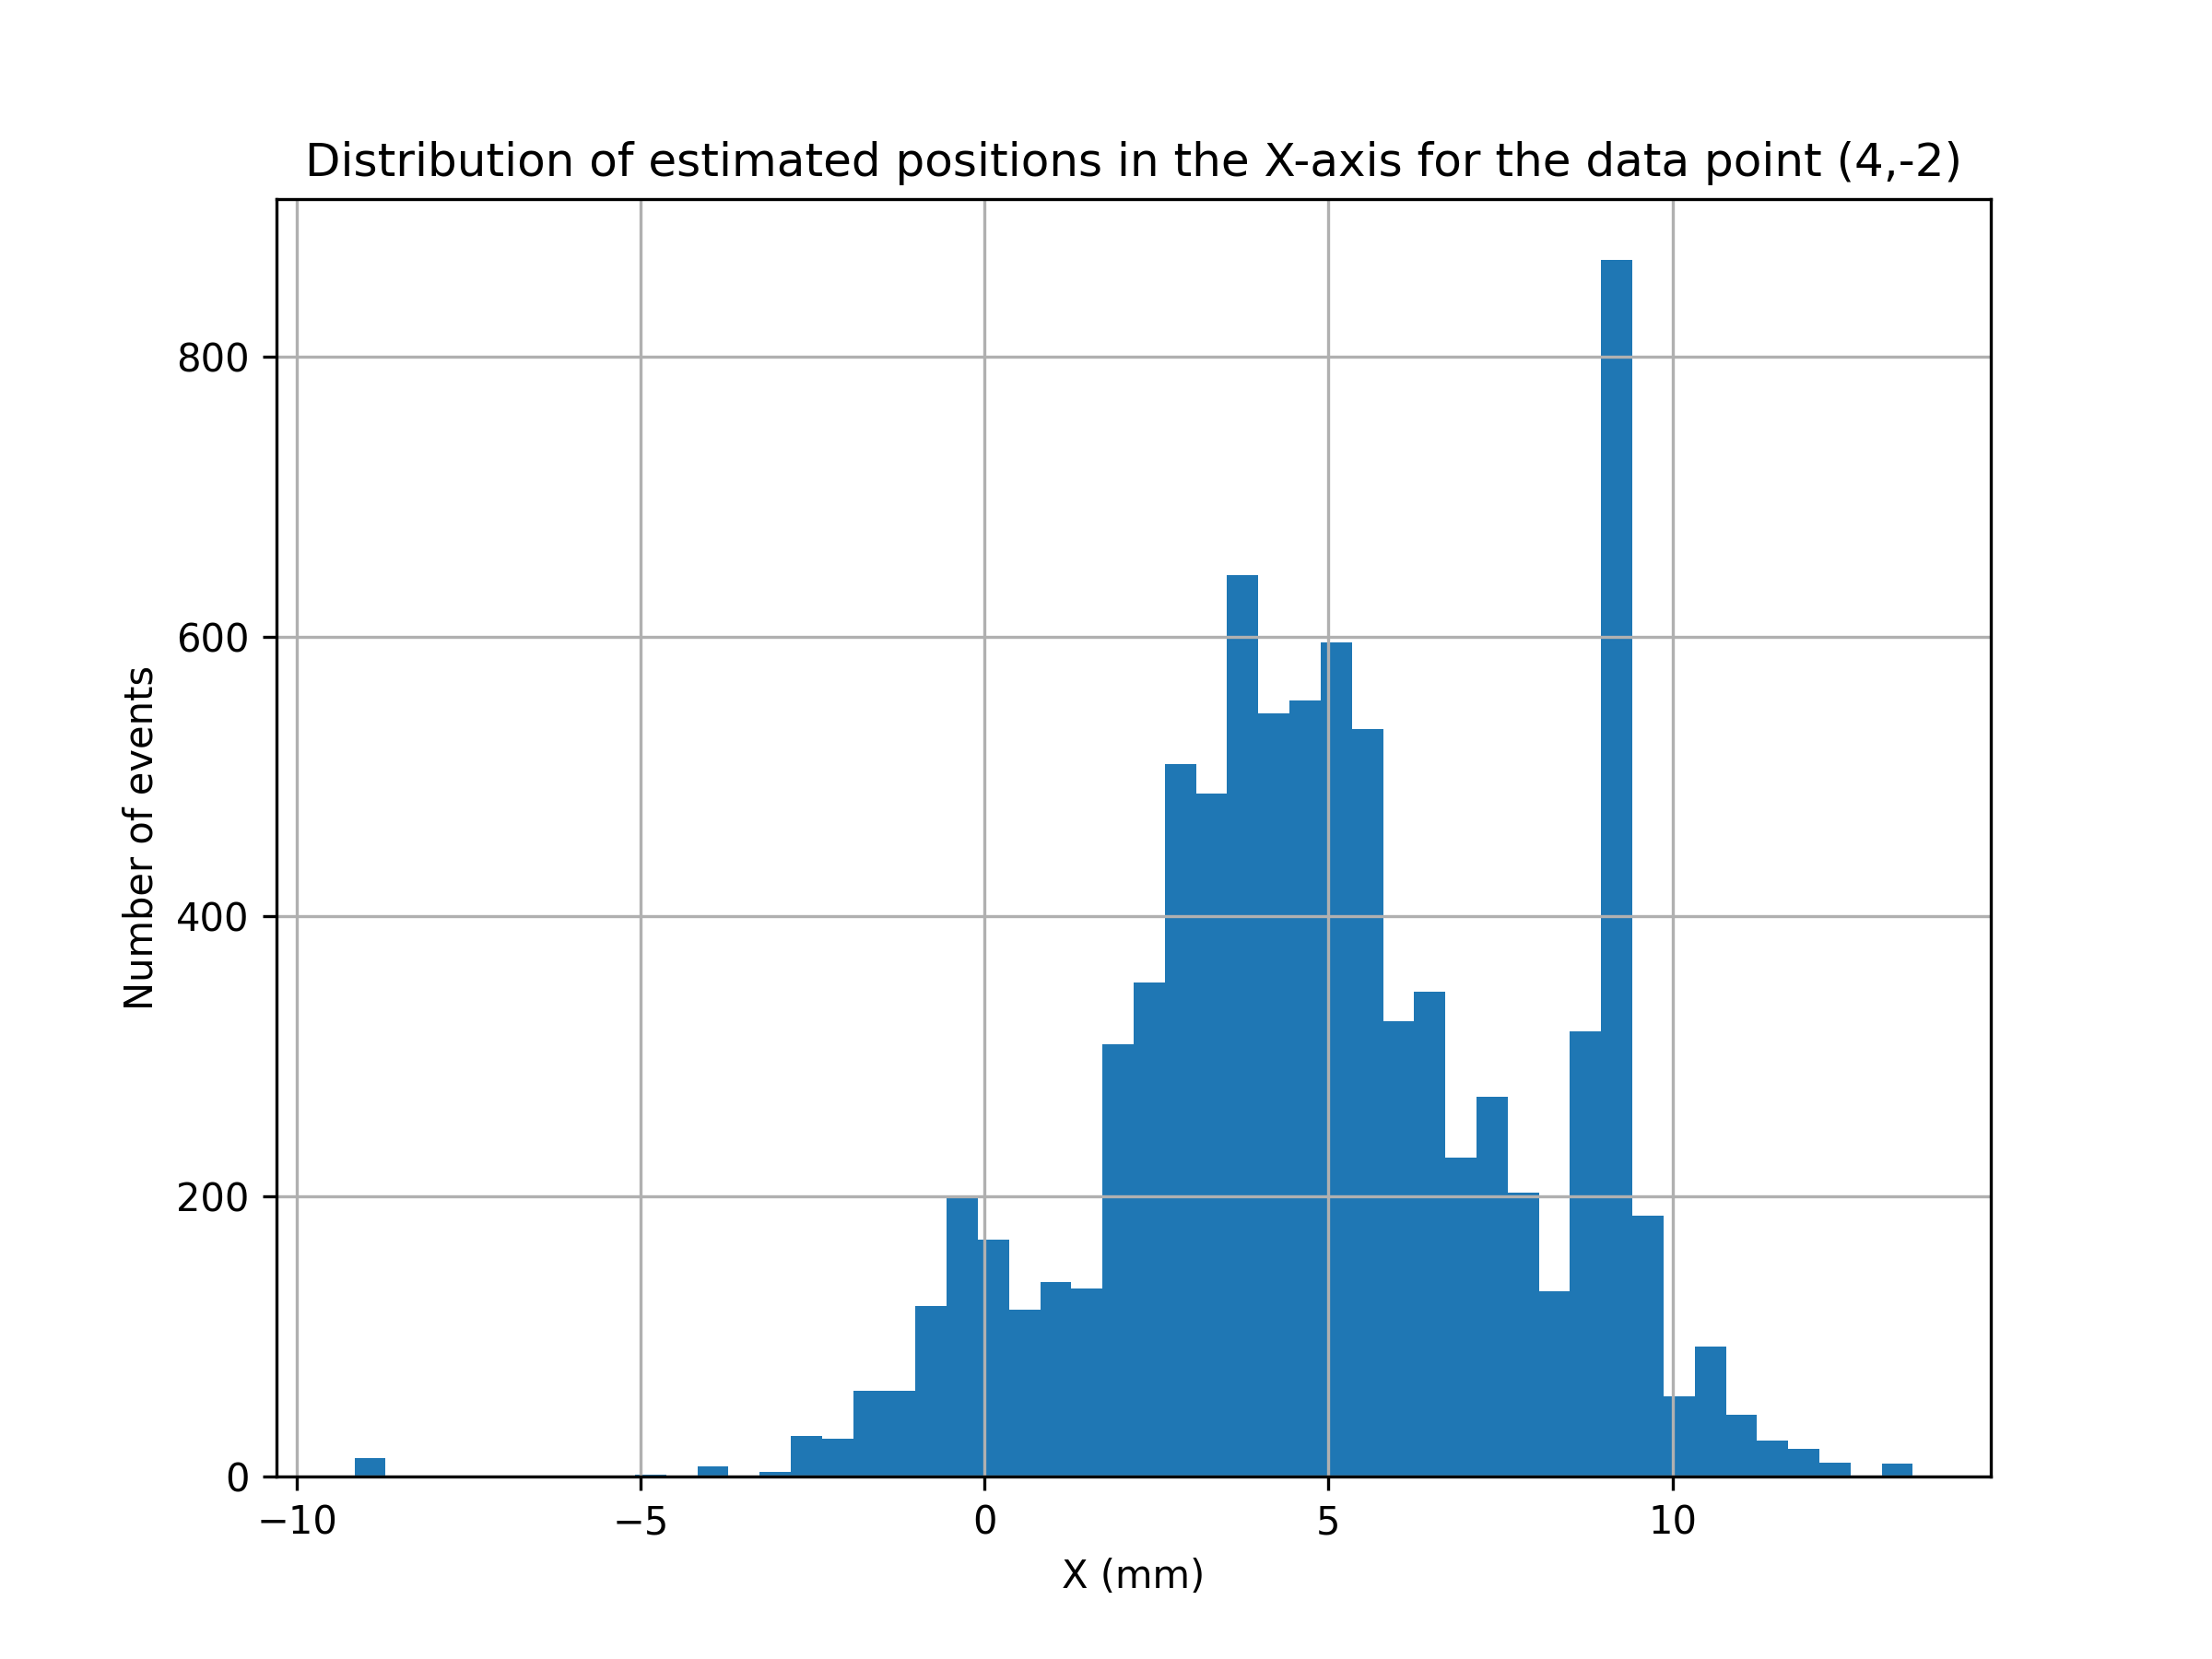 Distribution of estimated positions in the X-axis for the data point (4,-2)
800
600
400
200
0
Number of events
−10 −5 0 5 10
X (mm)